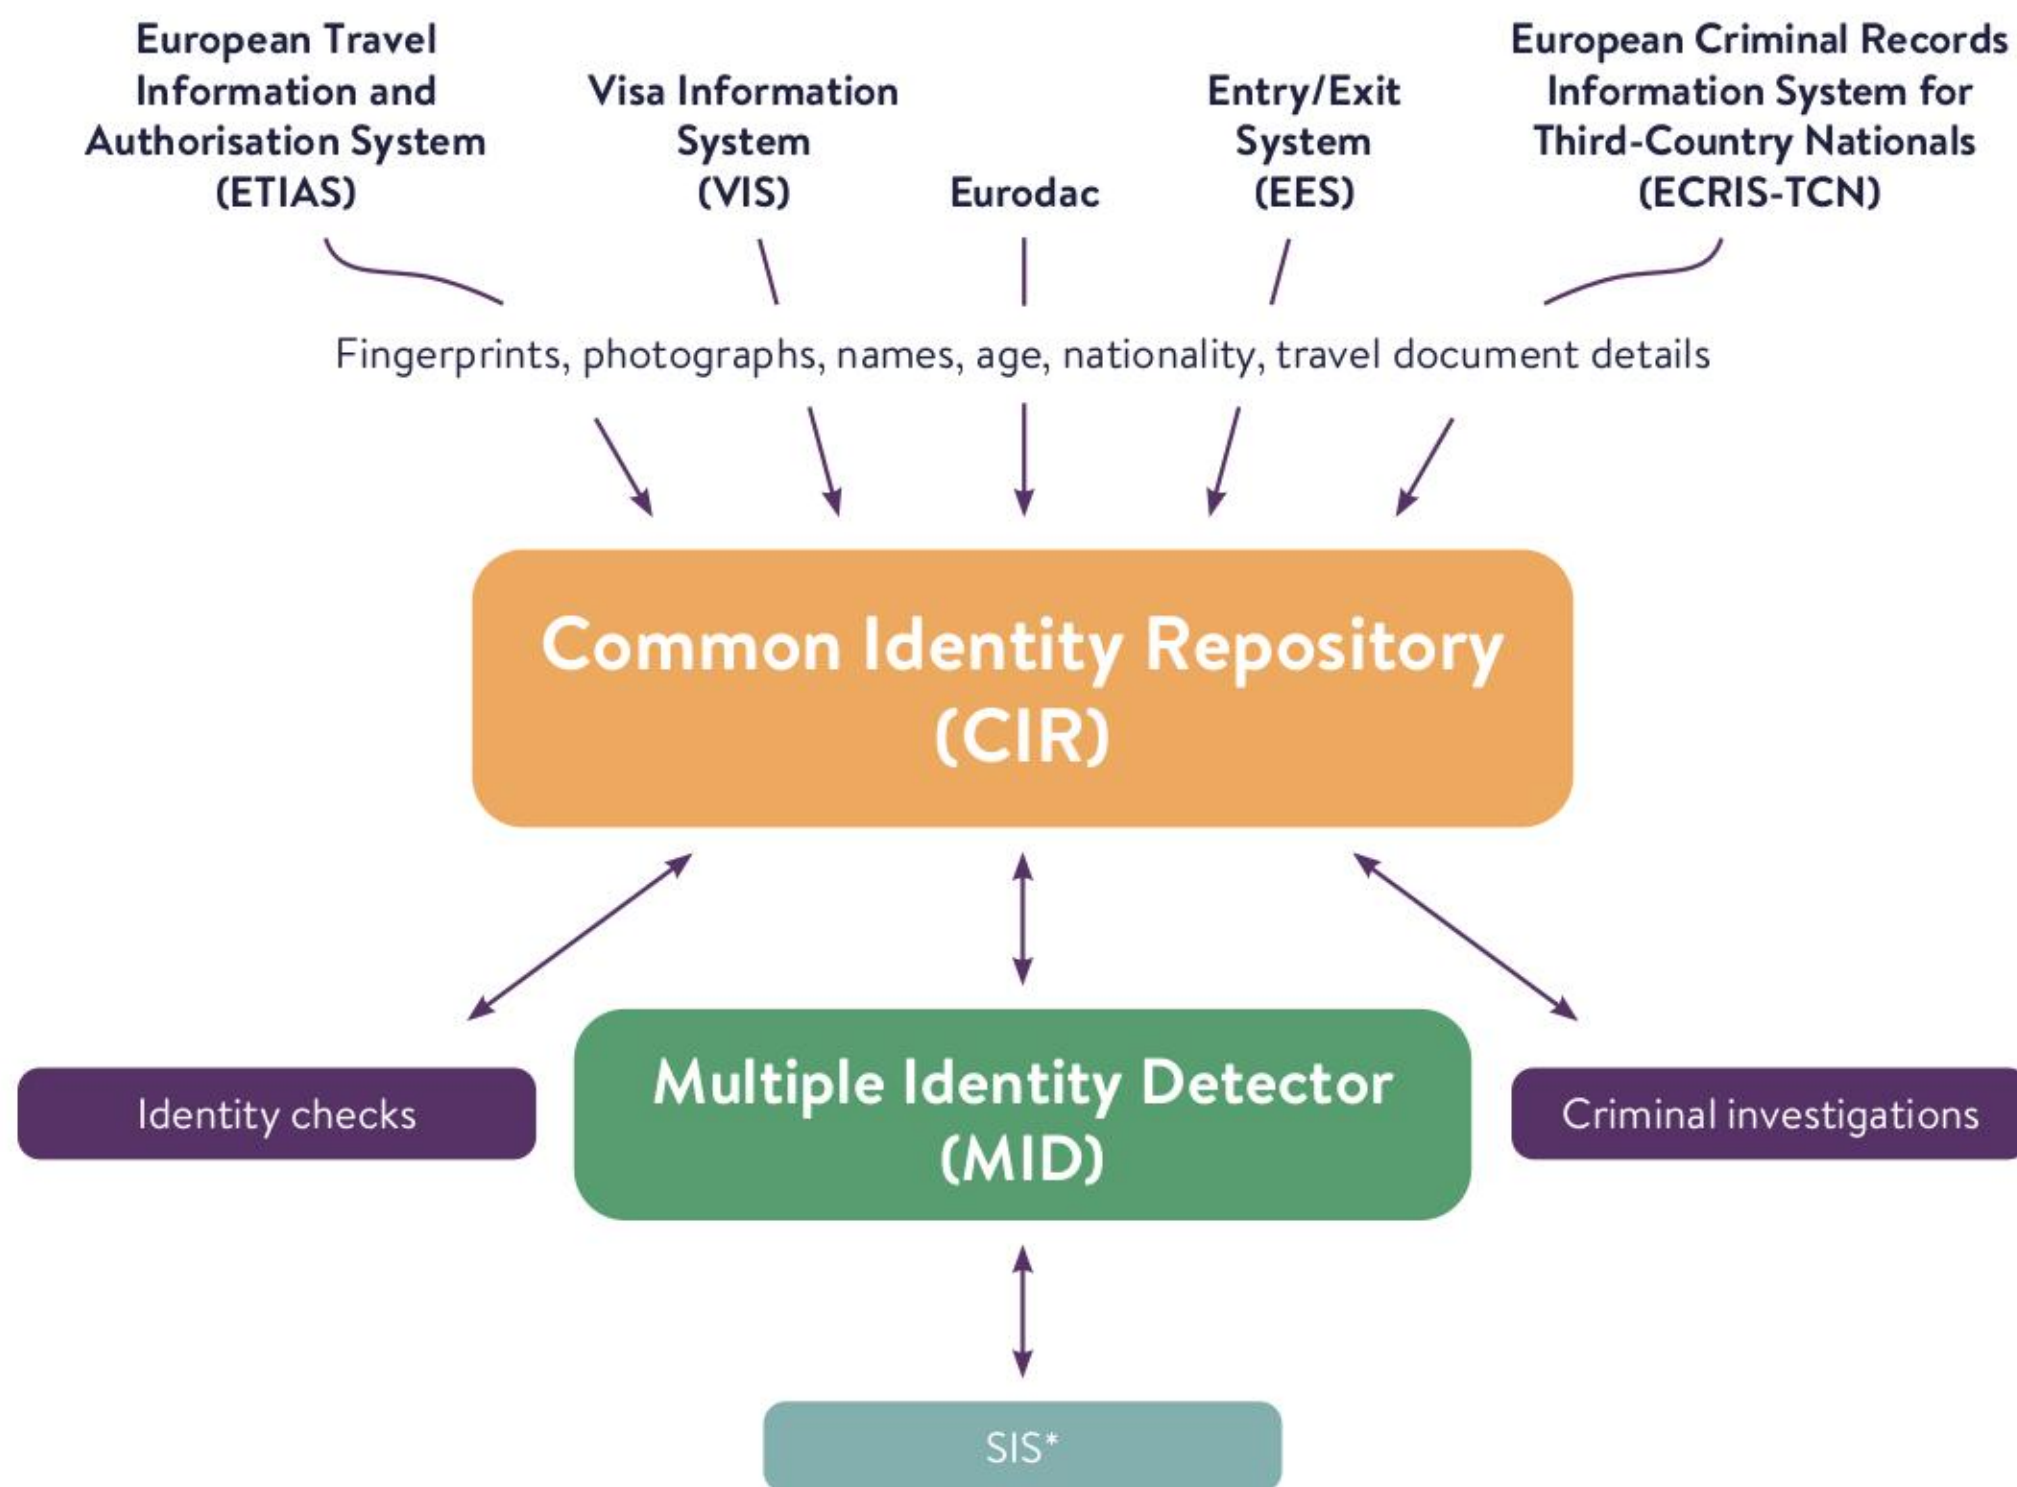 European Travel
Information and
Authorisation System
(ETIAS)
Visa Information
System
(VIS)
Eurodac
Entry/Exit
System
(EES)
European Criminal Records
Information System for
Third-Country Nationals
(ECRIS-TCN)
Fingerprints, photographs, names, age, nationality, travel document details
Common Identity Repository
(CIR)
Identity checks
Multiple Identity Detector
(MID)
Criminal investigations
SIS*